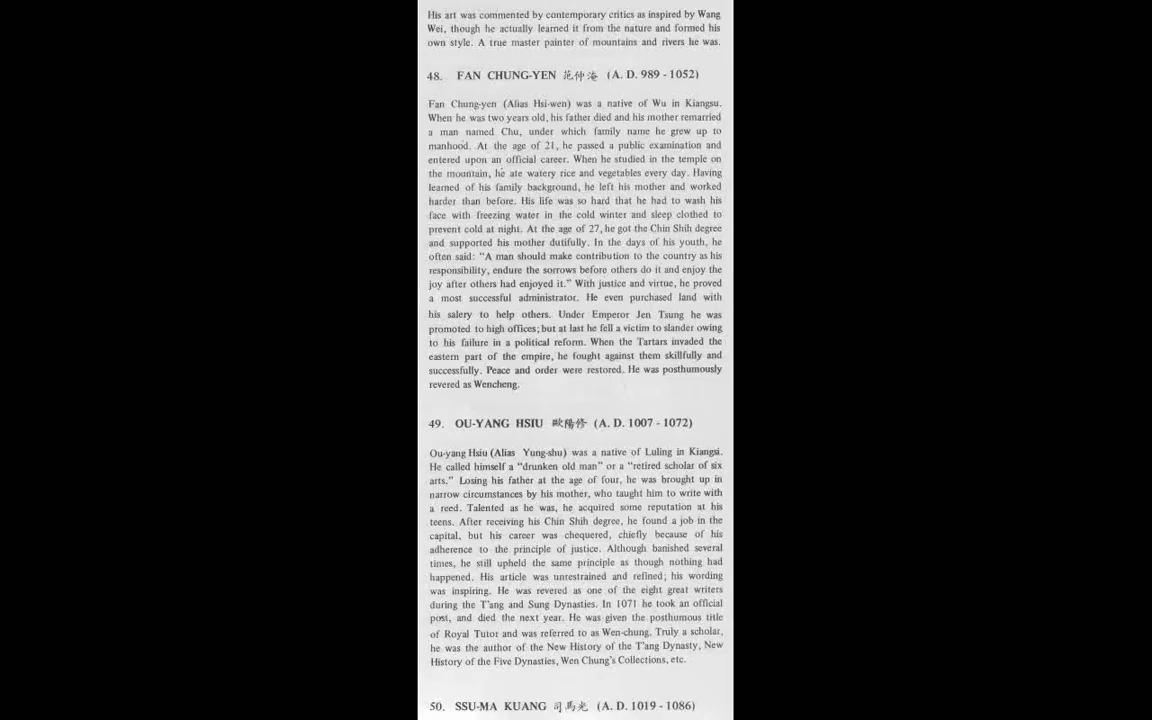 His art was commented by contemporary critics as inspired by Wang
Wei, though he actually learned it from the nature and formed his
own style. A true master painter of mountains and rivers he was.
48. FAN CHUNG-YEN 范仲淹 (A. D. 989 - 1052)
Fan Chung-yen (Alias Hsi-wen) was a native of Wu in Kiangsu.
When he was two years old, his father died and his mother remarried
a man named Chu, under which family name he grew up to
manhood. At the age of 21, he passed a public examination and
entered upon an official career. When he studied in the temple on
the mountain, he ate watery rice and vegetables every day. Having
learned of his family background, he left his mother and worked
harder than before. His life was so hard that he had to wash his
face with freezing water in the cold winter and sleep clothed to
prevent cold at night. At the age of 27, he got the Chin Shih degree
and supported his mother dutifully. In the days of his youth, he
often said: "A man should make contribution to the country as his
responsibility, endure the sorrows before others do it and enjoy the
joy after others had enjoyed it." With justice and virtue, he proved
a most successful administrator. He even purchased land with
his salery to help others. Under Emperor Jen Tsung he was
promoted to high offices; but at last he fell a victim to slander owing
to his failure in a political reform. When the Tartars invaded the
eastern part of the empire, he fought against them skillfully and
successfully. Peace and order were restored. He was posthumously
revered as Wencheng.
49. OU-YANG HSIU 歐陽修 (A. D. 1007 - 1072)
Ou-yang Hsiu (Alias Yung-shu) was a native of Luling in Kiangsi.
He called himself a "drunken old man" or a "retired scholar of six
arts." Losing his father at the age of four, he was brought up in
narrow circumstances by his mother, who taught him to write with
a reed. Talented as he was, he acquired some reputation at his
teens. After receiving his Chin Shih degree, he found a job in the
capital, but his career was chequered, chiefly because of his
adherence to the principle of justice. Although banished several
times, he still upheld the same principle as though nothing had
happened. His article was unrestrained and refined; his wording
was inspiring. He was revered as one of the eight great writers
during the T'ang and Sung Dynasties. In 1071 he took an official
post, and died the next year. He was given the posthumous title
of Royal Tutor and was referred to as Wen-chung. Truly a scholar,
he was the author of the New History of the T'ang Dynasty, New
History of the Five Dynasties, Wen Chung's Collections, etc.
50. SSU-MA KUANG 司馬光 (A. D. 1019 - 1086)